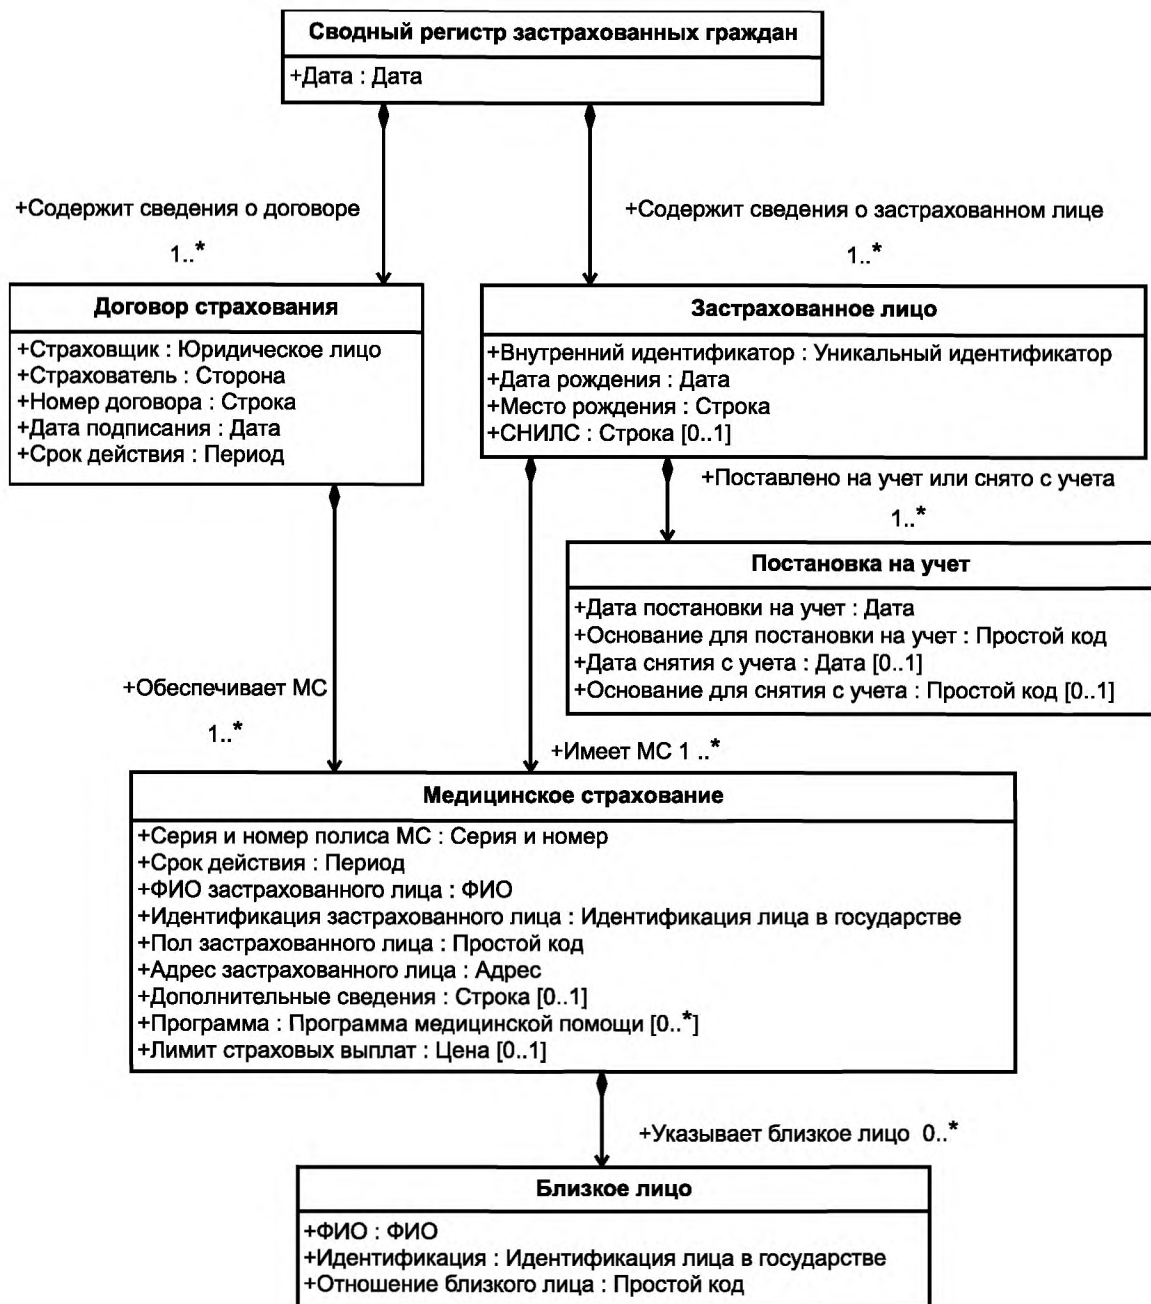 Сводный регистр застрахованных граждан
+Дата : Дата
+Содержит сведения о договоре
1..*
+Содержит сведения о застрахованном лице
1..*
Договор страхования
+Страховщик : Юридическое лицо
+Страхователь : Сторона
+Номер договора : Строка
+Дата подписания : Дата
+Срок действия : Период
Застрахованное лицо
+Внутренний идентификатор : Уникальный идентификатор
+Дата рождения : Дата
+Место рождения : Строка
+СНИЛС : Строка [0..1]
+Поставлено на учет или снято с учета
1..*
Постановка на учет
+Дата постановки на учет : Дата
+Основание для постановки на учет : Простой код
+Дата снятия с учета : Дата [0..1]
+Основание для снятия с учета : Простой код [0..1]
+Обеспечивает МС
1..*
+Имеет МС 1 ..*
Медицинское страхование
+Серия и номер полиса МС : Серия и номер
+Срок действия : Период
+ФИО застрахованного лица : ФИО
+Идентификация застрахованного лица : Идентификация лица в государстве
+Пол застрахованного лица : Простой код
+Адрес застрахованного лица : Адрес
+Дополнительные сведения : Строка [0..1]
+Программа : Программа медицинской помощи [0..*]
+Лимит страховых выплат : Цена [0..1]
+Указывает близкое лицо 0..*
Близкое лицо
+ФИО : ФИО
+Идентификация : Идентификация лица в государстве
+Отношение близкого лица : Простой код